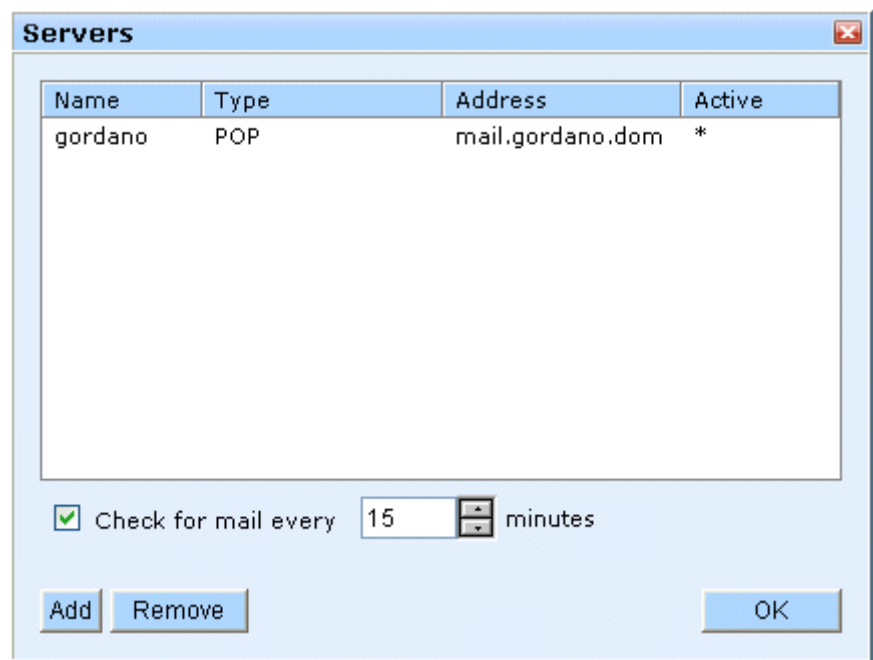 Servers
Name Type Address Active
gordano POP mail.gordano.dom *
Check for mail every 15 minutes
Add Remove OK